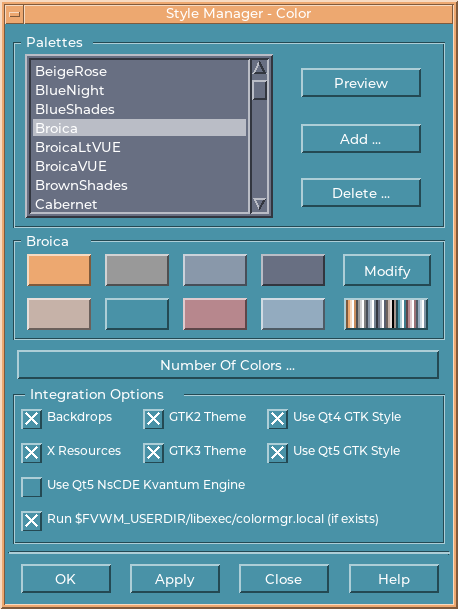 Style Manager - Color
Palettes
BeigeRose
BlueNight
BlueShades
Broica
BroicaLtVUE
BroicaVUE
BrownShades
Cabernet
Preview
Add ...
Delete ...
Broica
Modify
Number Of Colors ...
Integration Options
Backdrops GTK2 Theme Use Qt4 GTK Style
X Resources GTK3 Theme Use Qt5 GTK Style
Use Qt5 NsCDE Kvantum Engine
Run $FVWM_USERDIR/libexec/colormgr.local (if exists)
OK Apply Close Help